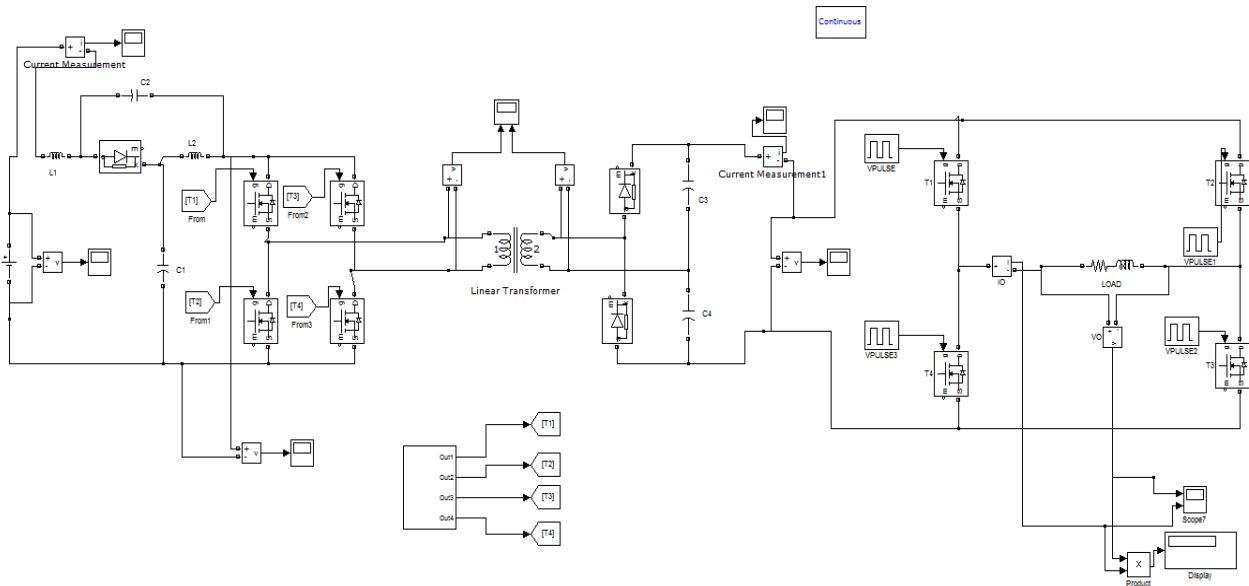 Continuous
i
Current Measurement
C2
m
k
L1
L2
C1
v
[T1]
From
[T3]
From2
[T2]
From1
[T4]
From3
v
1
2
Linear Transformer
C3
C4
i
Current Measurement1
v
VPULSE
T1
T2
VPULSE1
IO
LOAD
VO
VPULSE3
T4
VPULSE2
T3
Out1
Out2
Out3
Out4
[T1]
[T2]
[T3]
[T4]
Scope7
X
Product
Display